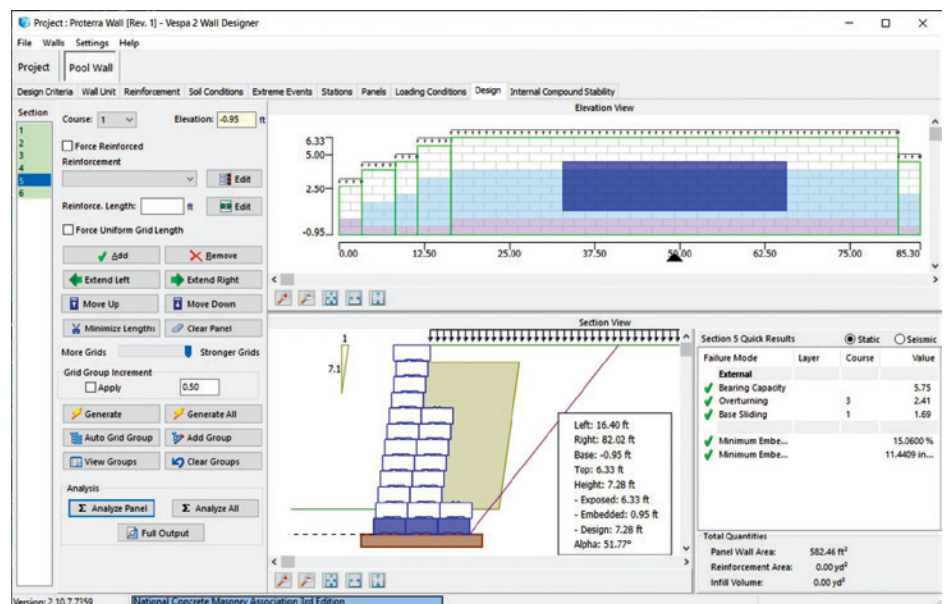 Project : Proterra Wall [Rev. 1] - Vespa 2 Wall Designer
File Walls Settings Help
Project Pool Wall
Design Criteria Wall Unit Reinforcement Soil Conditions Extreme Events Stations Panels Loading Conditions Design Internal Compound Stability
Section
1
2
3
4
5
6
Course: 1 Elevation: -0.95 ft
Force Reinforced
Reinforcement
Edit
Reinforce. Length: ft Edit
Force Uniform Grid Length
Add Remove
Extend Left Extend Right
Move Up Move Down
Minimize Lengths Clear Panel
More Grids Stronger Grids
Grid Group Increment
Apply 0.50
Generate Generate All
Auto Grid Group Add Group
View Groups Clear Groups
Analysis
Σ Analyze Panel Σ Analyze All
Full Output
Elevation View
6.33
5.00
2.50
-0.95
0.00 12.50 25.00 37.50 50.00 62.50 75.00 85.30
Section View
1
7.1
Left: 16.40 ft
Right: 82.02 ft
Base: -0.95 ft
Top: 6.33 ft
Height: 7.28 ft
- Exposed: 6.33 ft
- Embedded: 0.95 ft
- Design: 7.28 ft
Alpha: 51.77°
Section 5 Quick Results Static Seismic
Failure Mode Layer Course Value
External
Bearing Capacity 5.75
Overturning 3 2.41
Base Sliding 1 1.69
Minimum Embe... 15.0600 %
Minimum Embe... 11.4409 in...
Total Quantities
Panel Wall Area: 582.46 ft²
Reinforcement Area: 0.00 yd²
Infill Volume: 0.00 yd³
Version: 2.10.7.7359 National Concrete Masonry Association 3rd Edition